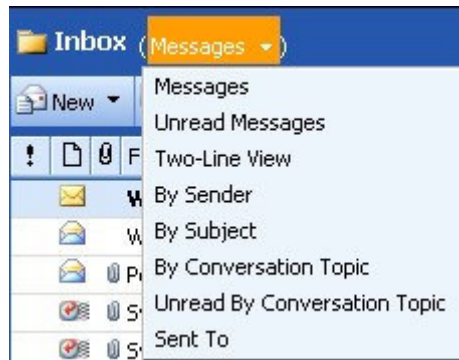 Inbox (Messages)
New
Messages
Unread Messages
! F
Two-Line View
W
By Sender
W
By Subject
By Conversation Topic
Unread By Conversation Topic
Sent To